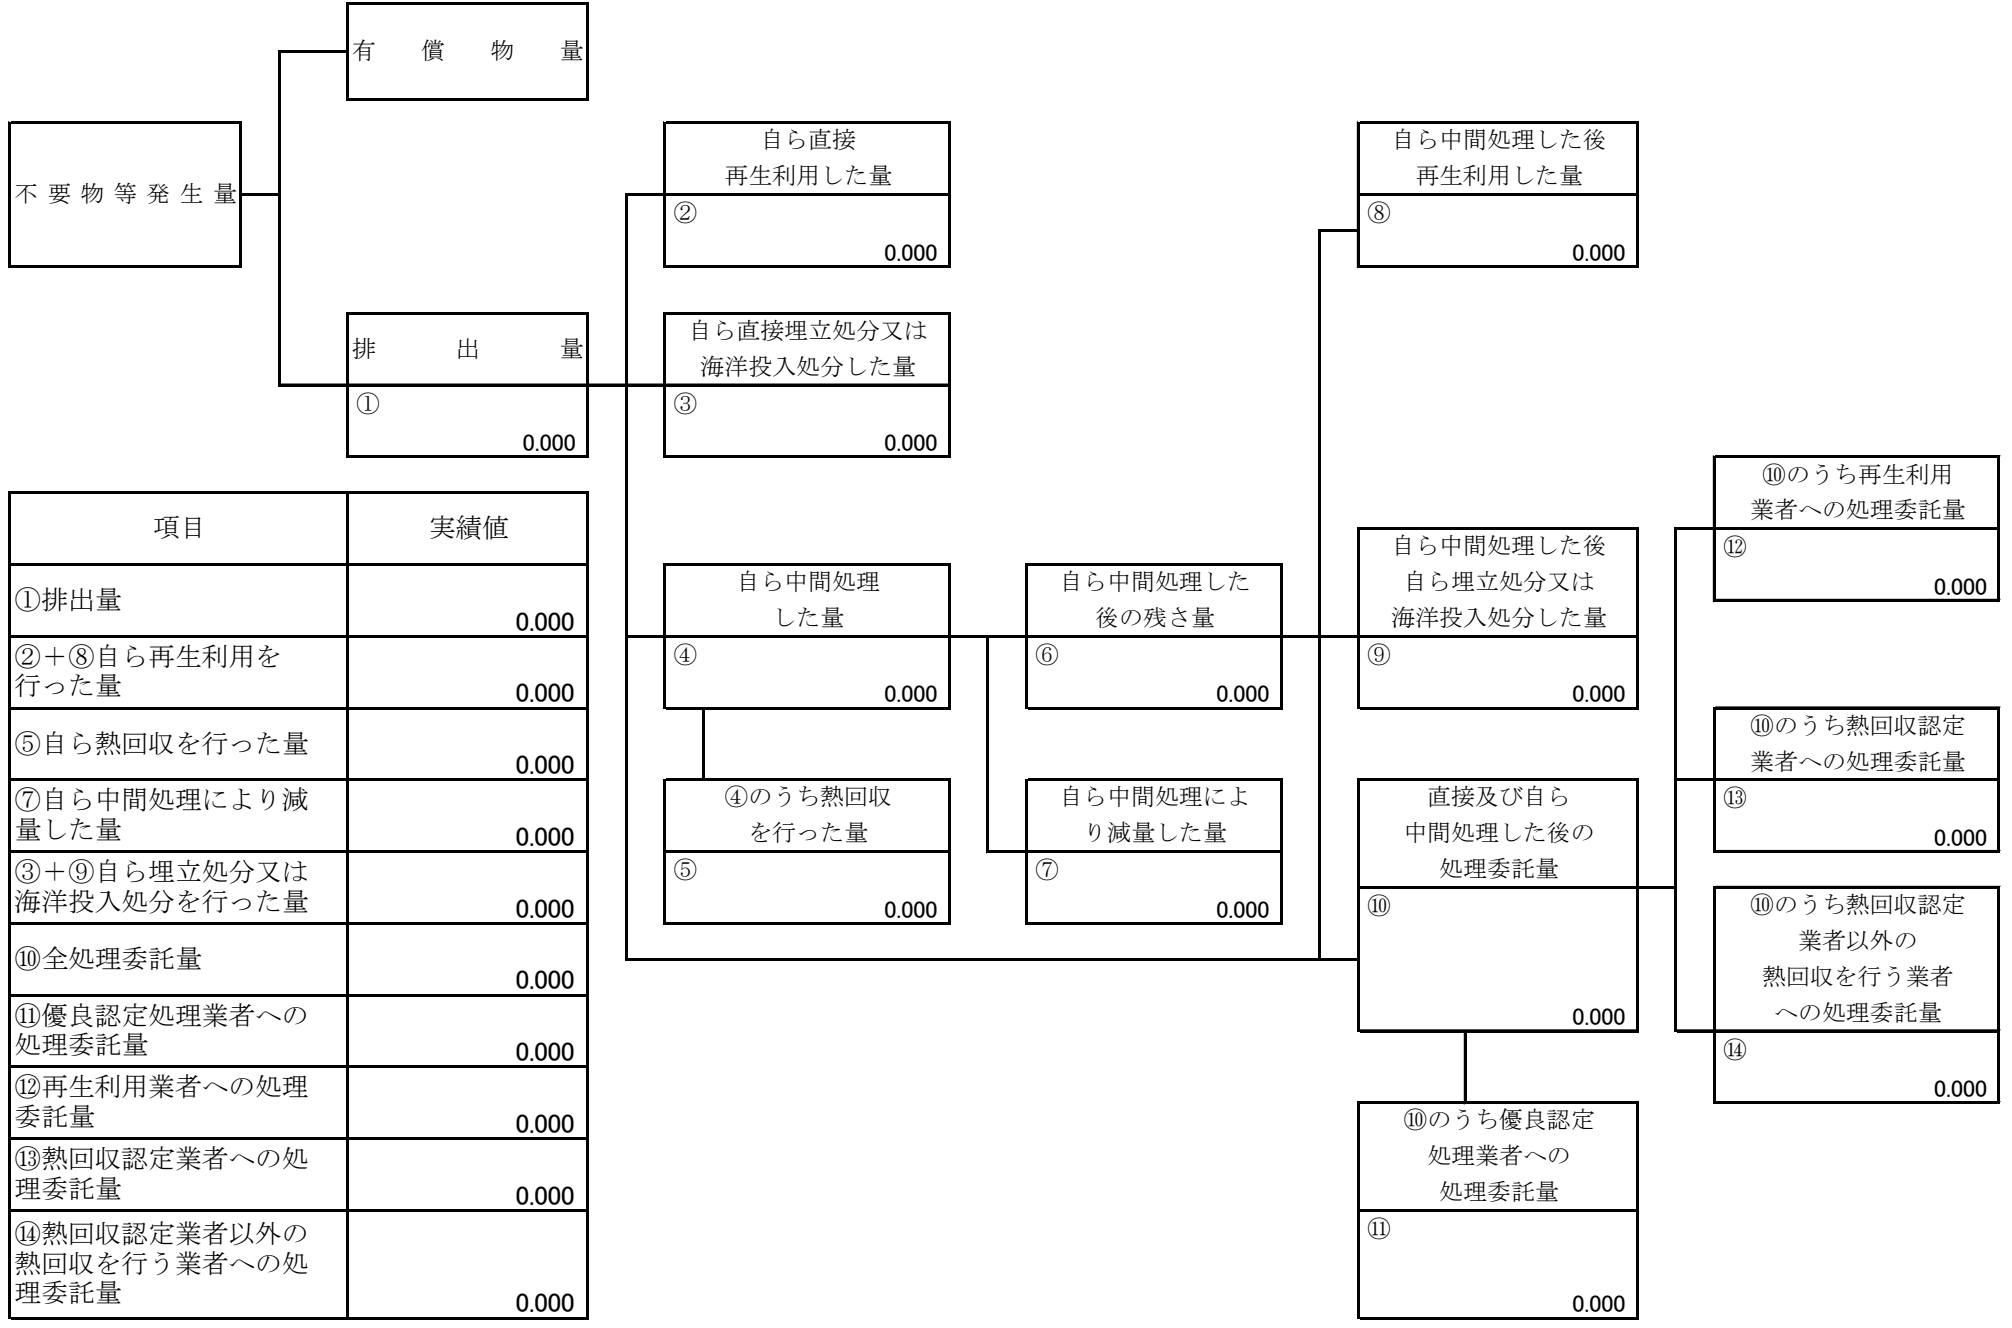 有償物量
不要物等発生量
自ら直接
再生利用した量
②
0.000
自ら中間処理した後
再生利用した量
⑧
0.000
排出量
①
0.000
自ら直接埋立処分又は
海洋投入処分した量
③
0.000
項目 実績値
①排出量
0.000
②＋⑧自ら再生利用を
行った量
0.000
⑤自ら熱回収を行った量
0.000
⑦自ら中間処理により減
量した量
0.000
③＋⑨自ら埋立処分又は
海洋投入処分を行った量
0.000
⑩全処理委託量
0.000
⑪優良認定処理業者への
処理委託量
0.000
⑫再生利用業者への処理
委託量
0.000
⑬熱回収認定業者への処
理委託量
0.000
⑭熱回収認定業者以外の
熱回収を行う業者への処
理委託量
0.000
自ら中間処理
した量
④
0.000
④のうち熱回収
を行った量
⑤
0.000
自ら中間処理した
後の残さ量
⑥
0.000
自ら中間処理によ
り減量した量
⑦
0.000
自ら中間処理した後
自ら埋立処分又は
海洋投入処分した量
⑨
0.000
直接及び自ら
中間処理した後の
処理委託量
⑩
0.000
⑩のうち優良認定
処理業者への
処理委託量
⑪
0.000
⑩のうち再生利用
業者への処理委託量
⑫
0.000
⑩のうち熱回収認定
業者への処理委託量
⑬
0.000
⑩のうち熱回収認定
業者以外の
熱回収を行う業者
への処理委託量
⑭
0.000